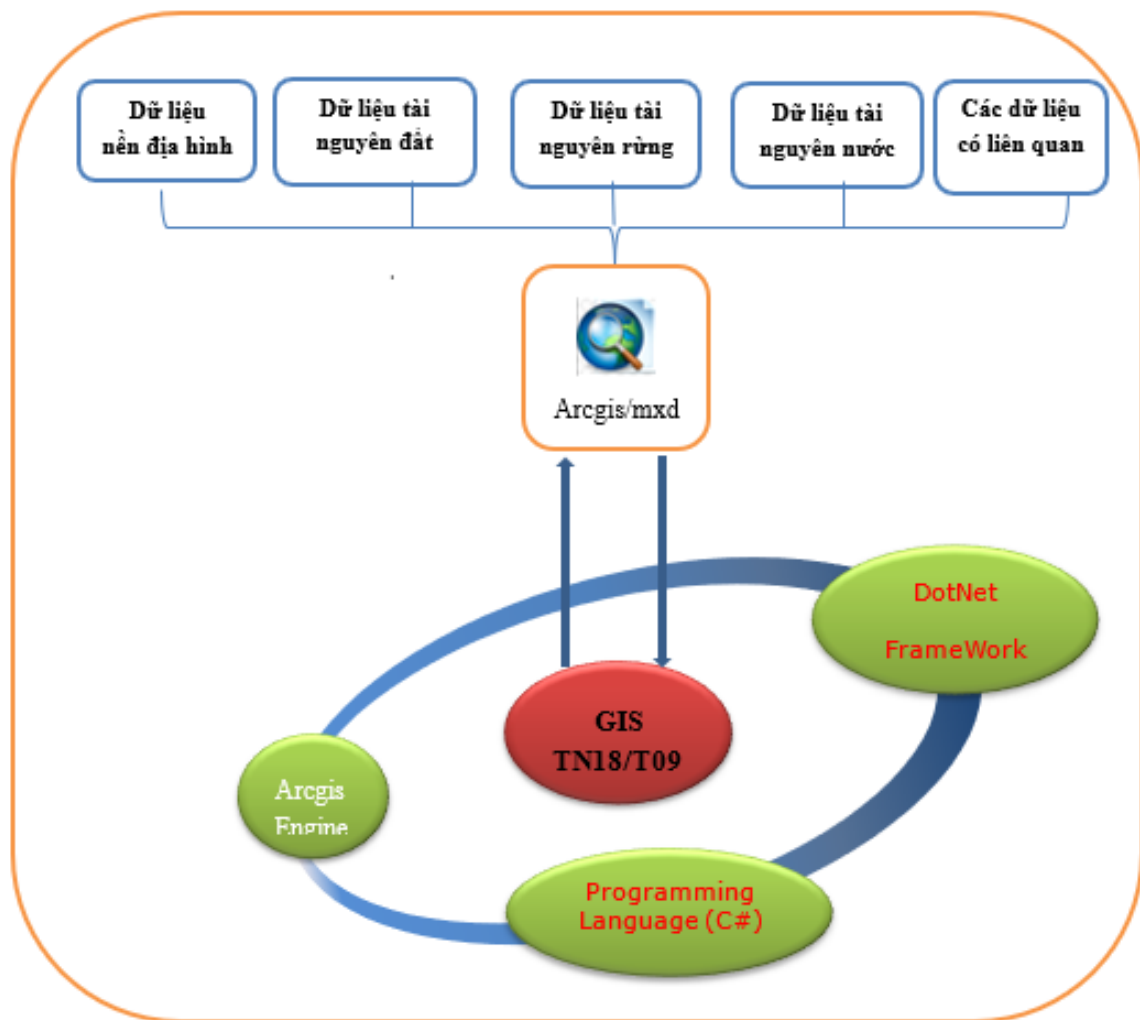 Dữ liệu
nền địa hình
Dữ liệu tài
nguyên đất
Dữ liệu tài
nguyên rừng
Dữ liệu tài
nguyên nước
Các dữ liệu
có liên quan
Arcgis/mxd
DotNet
FrameWork
GIS
TN18/T09
Arcgis
Engine
Programming
Language (C#)